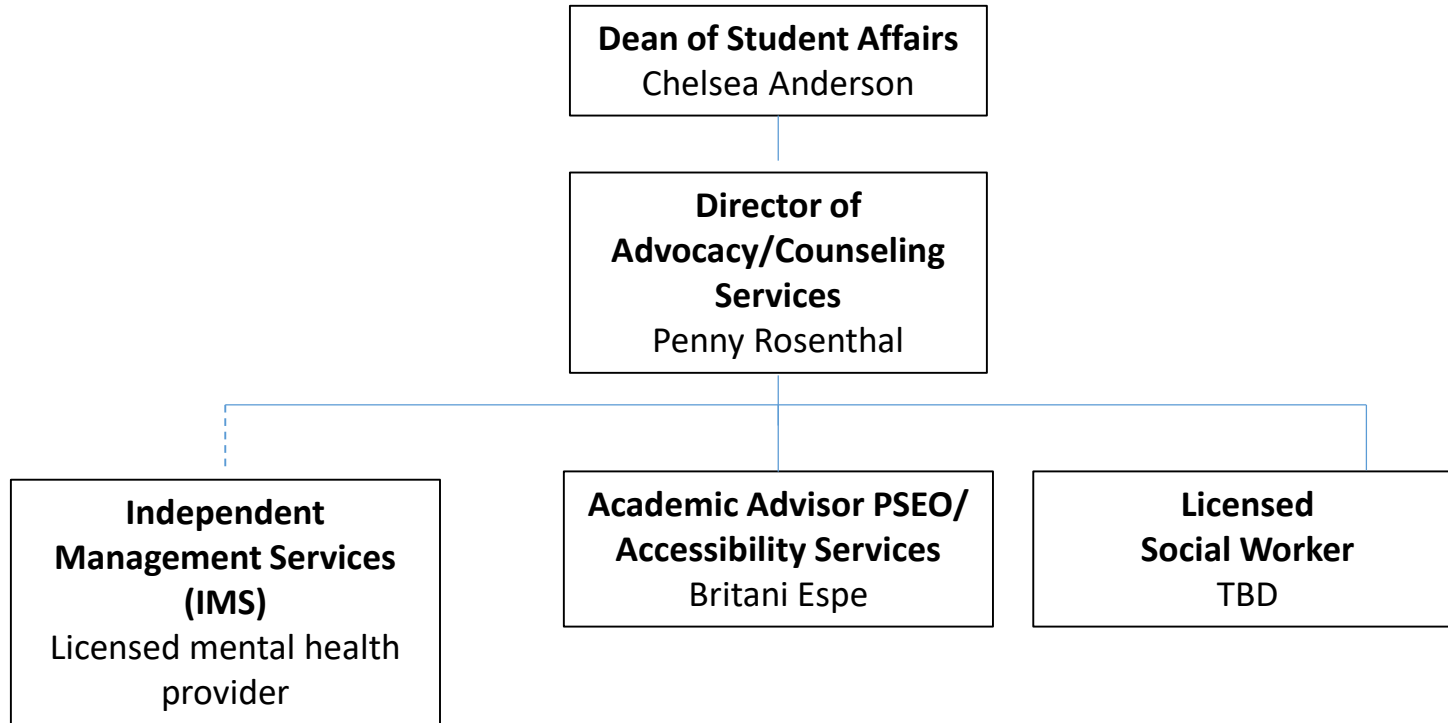 Dean of Student Affairs
Chelsea Anderson
Director of
Advocacy/Counseling
Services
Penny Rosenthal
Independent
Management Services
(IMS)
Licensed mental health
provider
Academic Advisor PSEO/
Accessibility Services
Britani Espe
Licensed
Social Worker
TBD